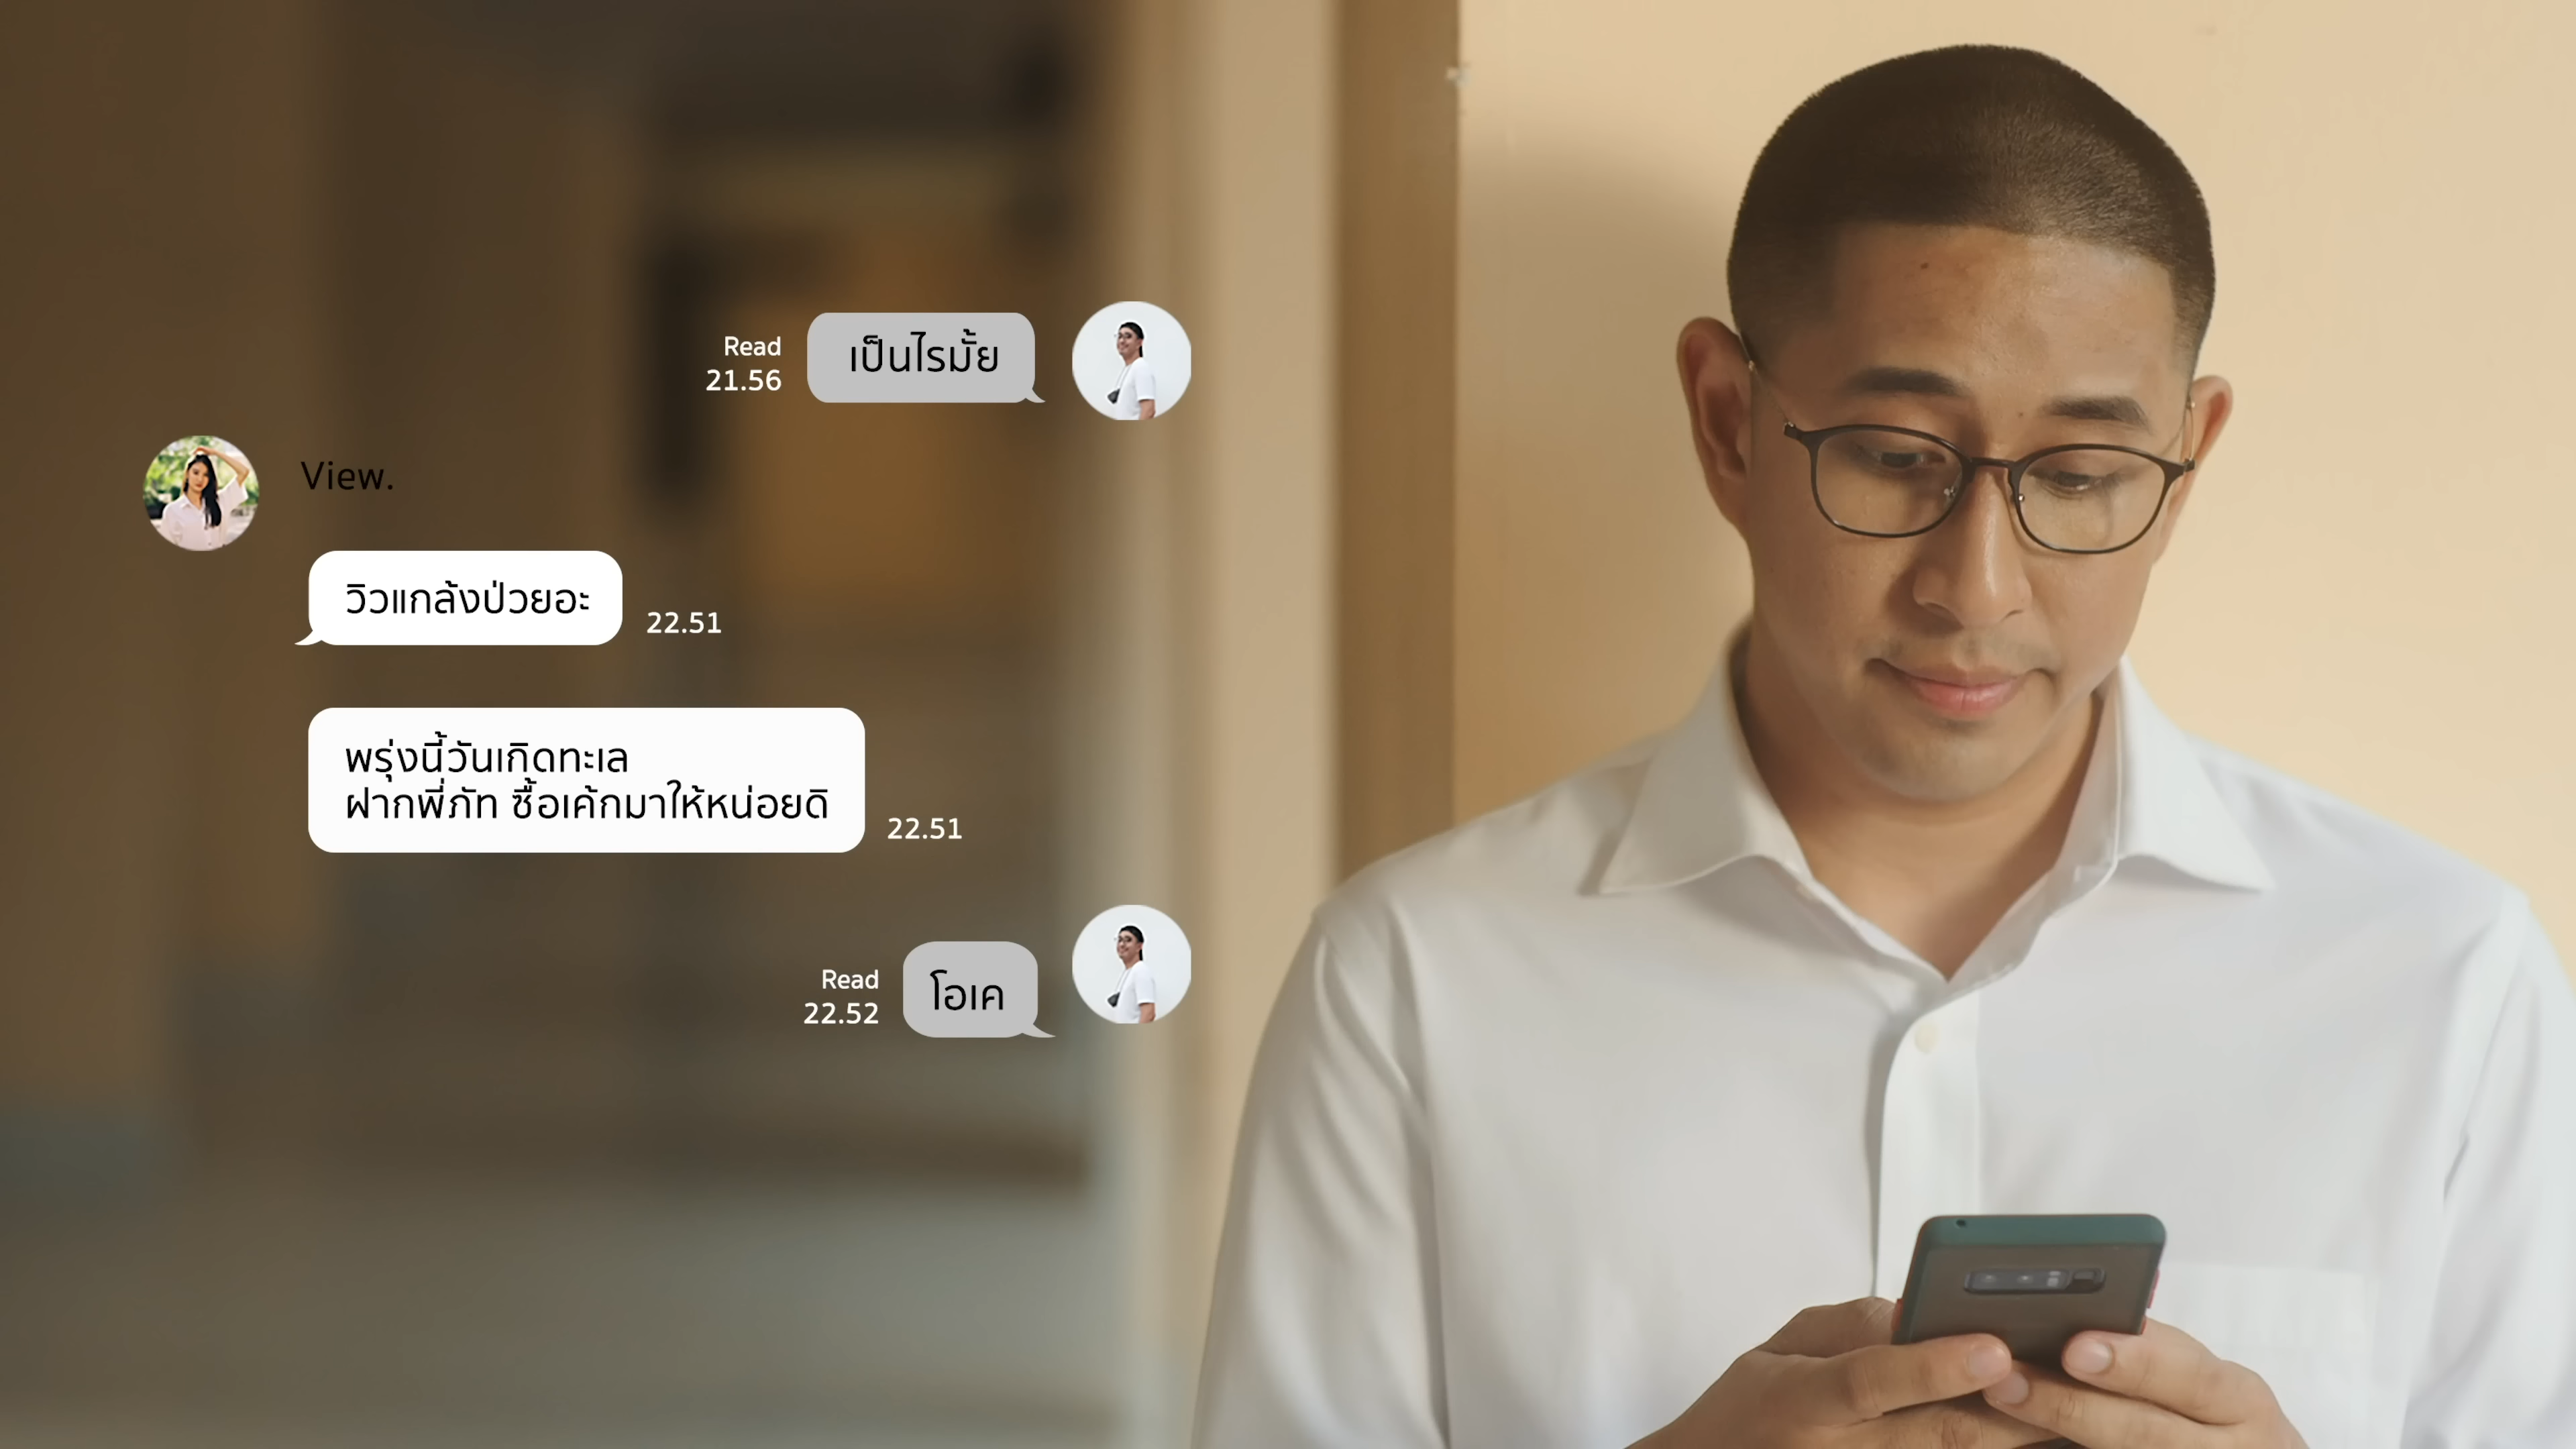 เป็นไรมั้ย
Read
21.56
View.
วิวแกล้งป่วยอะ
22.51
พรุ่งนี้วันเกิดทะเล
ฝากพี่ภัท ซื้อเค้กมาให้หน่อยดิ
22.51
โอเค
Read
22.52